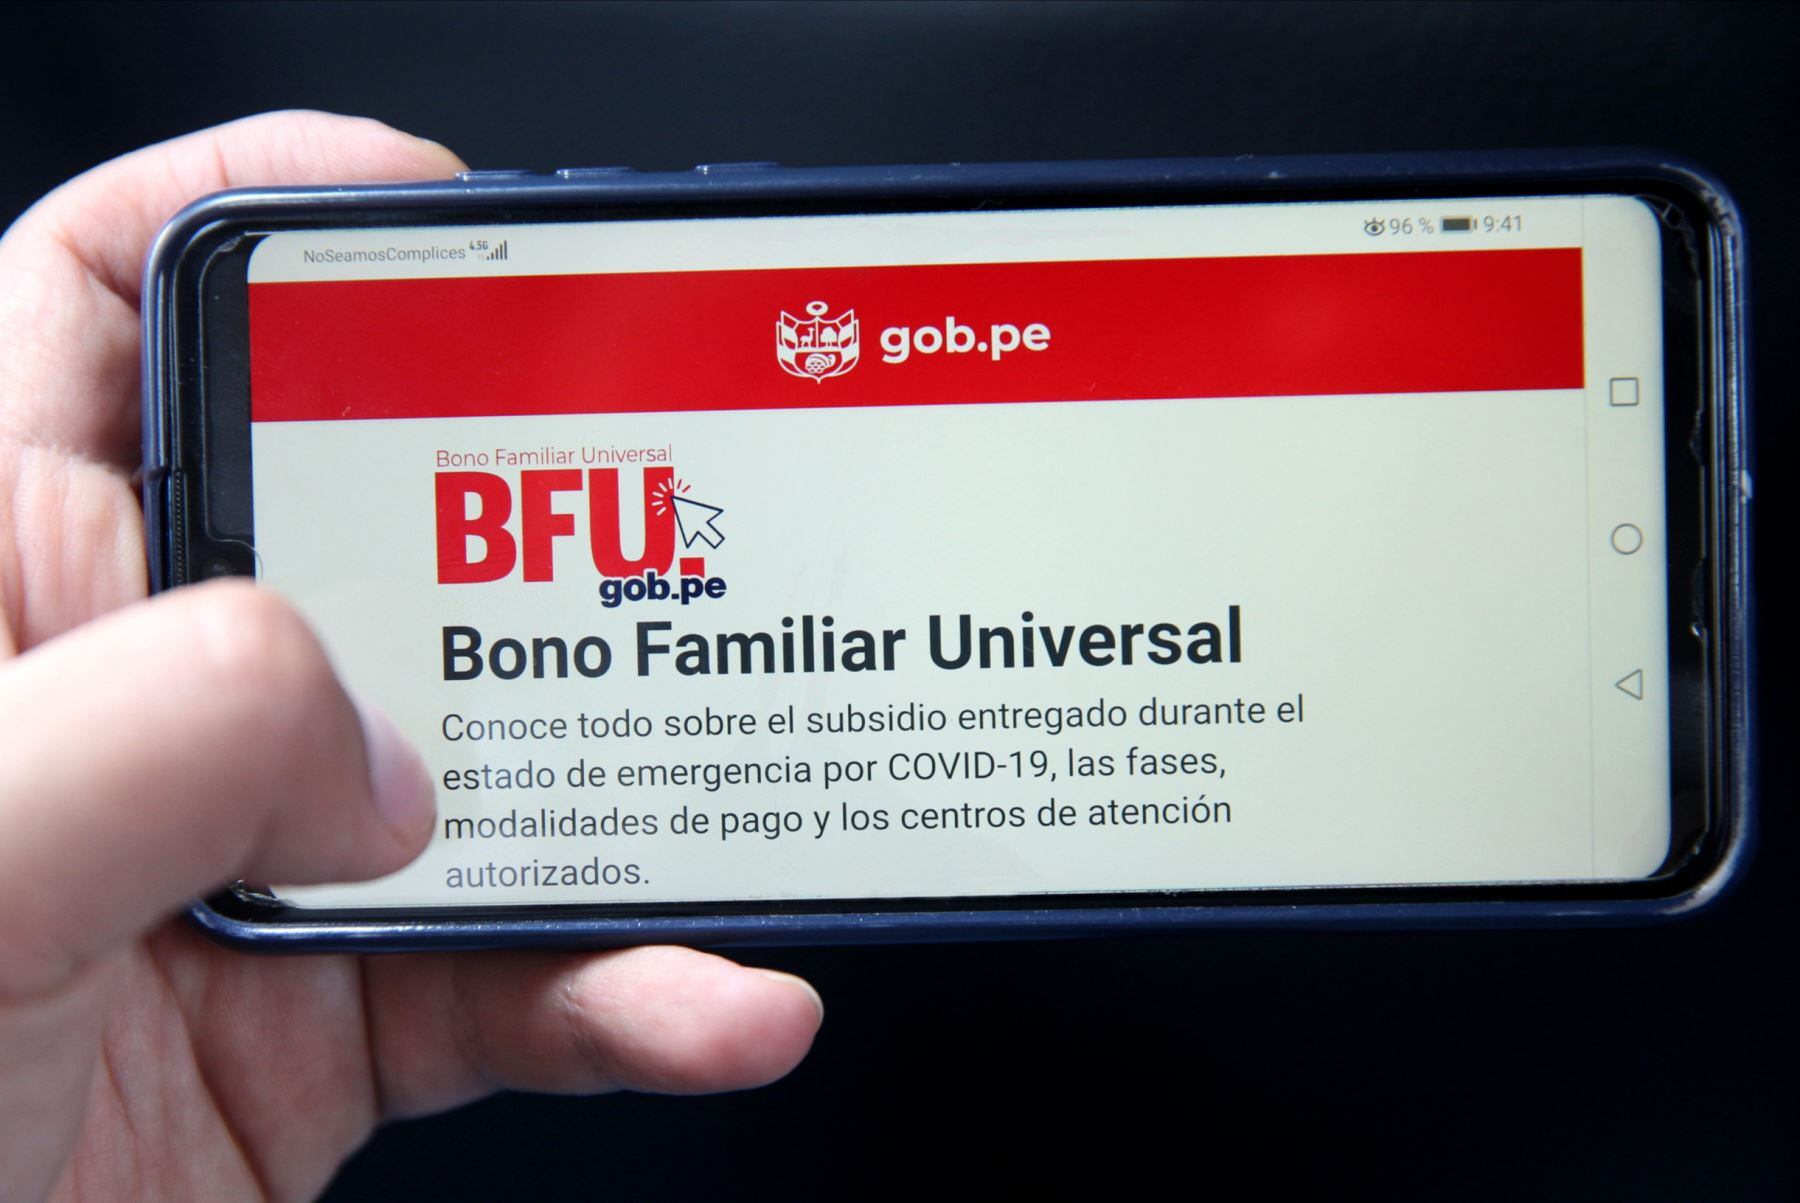 NoSeamosComplices 4.5G
96 % 9:41
gob.pe
Bono Familiar Universal
BFU.
gob.pe
Bono Familiar Universal
Conoce todo sobre el subsidio entregado durante el
estado de emergencia por COVID-19, las fases,
modalidades de pago y los centros de atención
autorizados.